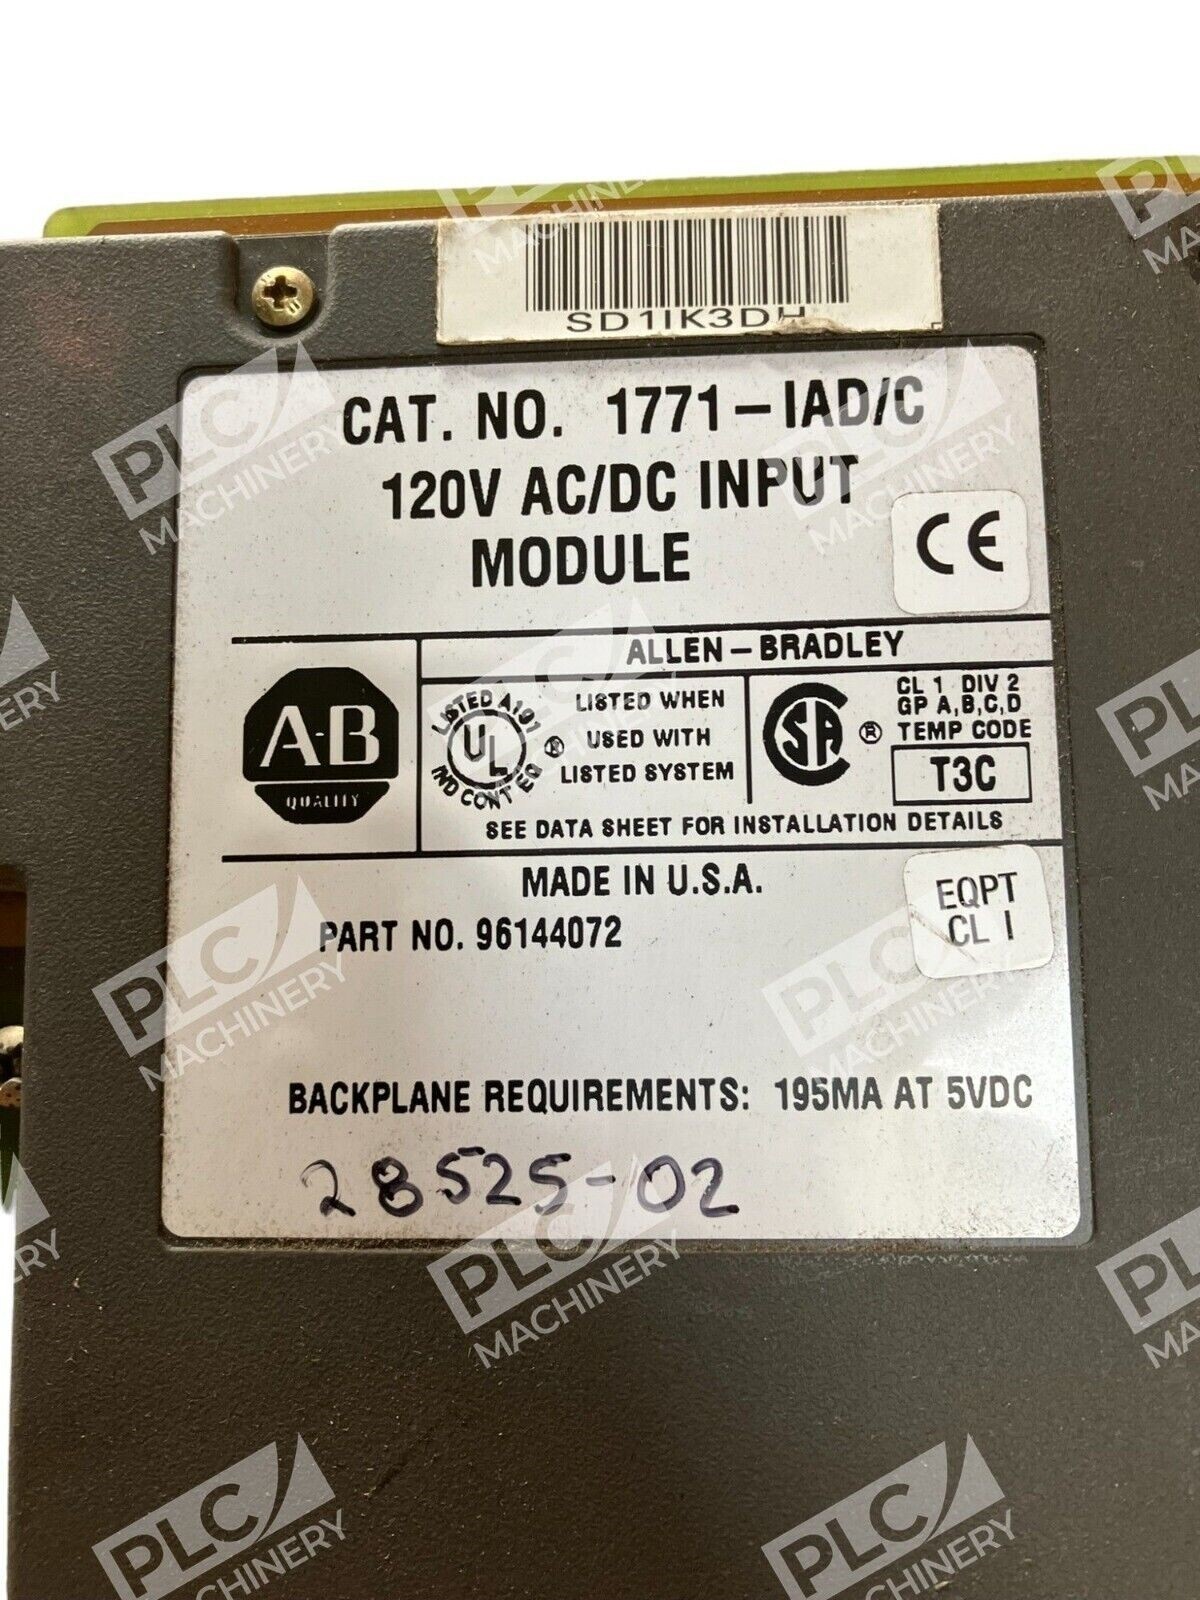 SD1IK3DH
CAT. NO. 1771-IAD/C
120V AC/DC INPUT
MODULE
CE
ALLEN-BRADLEY
A-B
QUALITY
LISTED A197
UL
IND CONT EQ
®
LISTED WHEN
USED WITH
LISTED SYSTEM
SA
®
CL 1 DIV 2
GP A,B,C,D
TEMP CODE
T3C
SEE DATA SHEET FOR INSTALLATION DETAILS
MADE IN U.S.A.
EQPT
CL I
PART NO. 96144072
BACKPLANE REQUIREMENTS: 195MA AT 5VDC
28525-02
PLC
MACHINERY